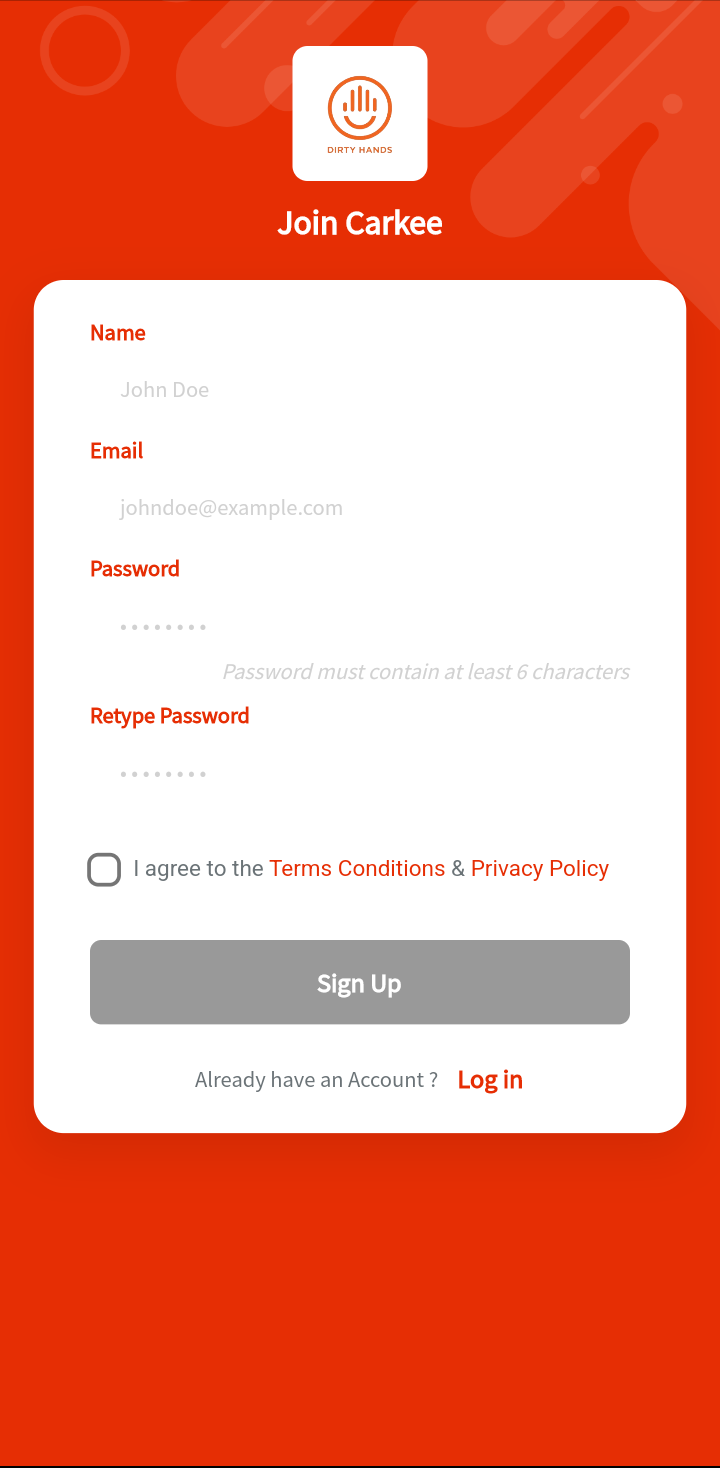 DIRTY HANDS
Join Carkee
Name
John Doe
Email
johndoe@example.com
Password
••••••••
Password must contain at least 6 characters
Retype Password
••••••••
I agree to the Terms Conditions & Privacy Policy
Sign Up
Already have an Account ? Log in